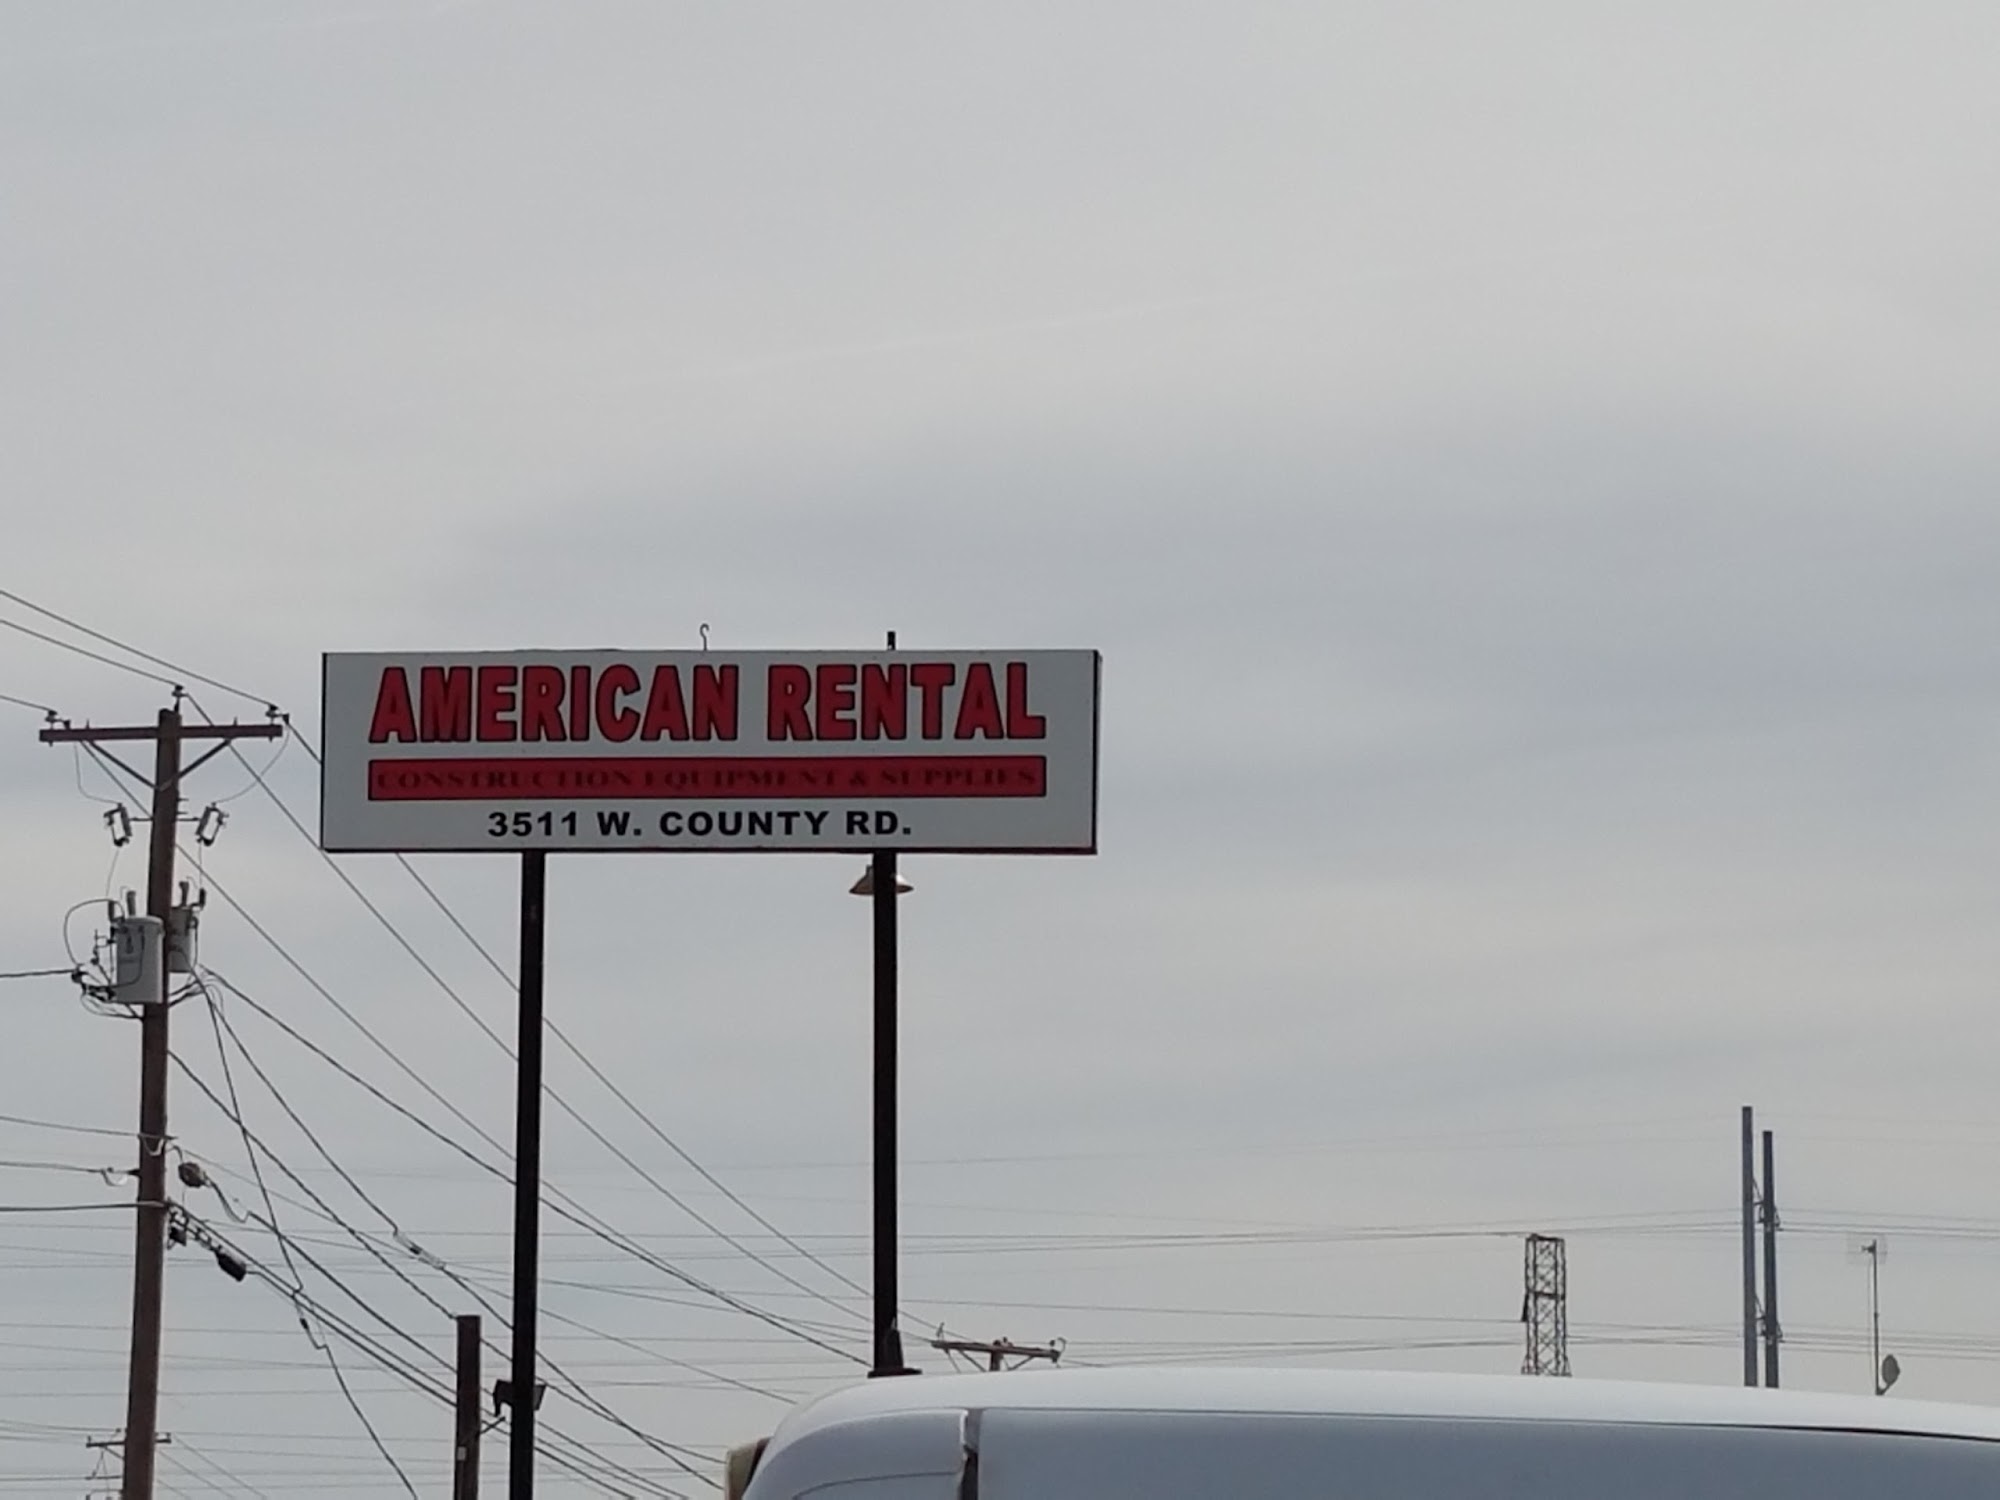 AMERICAN RENTAL
CONSTRUCTION EQUIPMENT & SUPPLIES
3511 W. COUNTY RD.